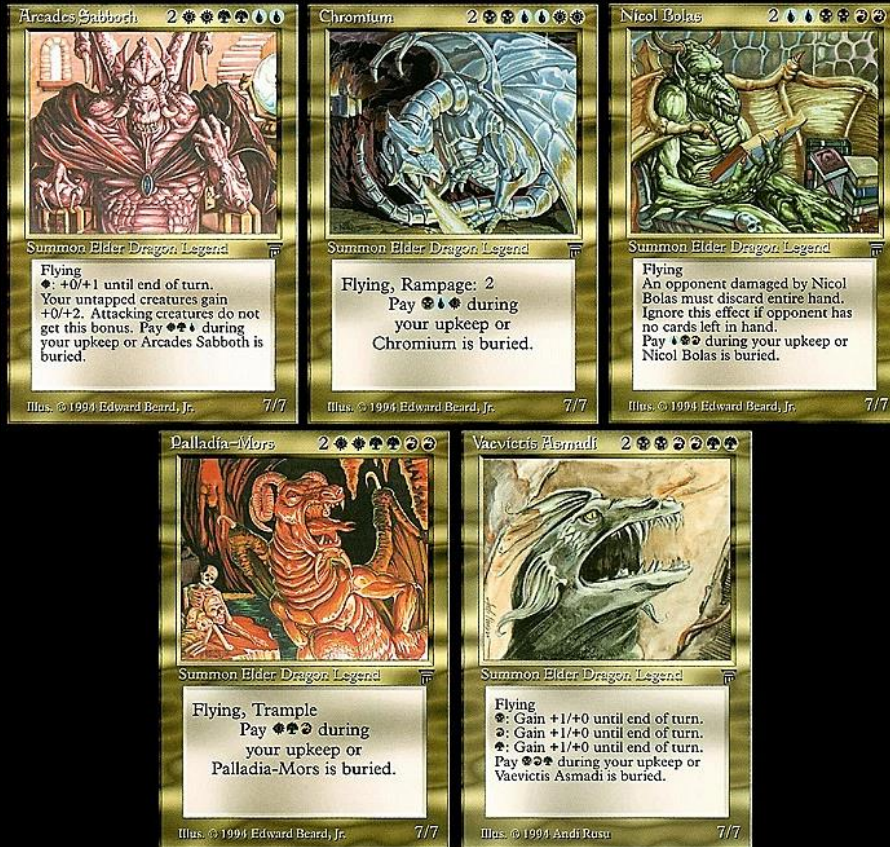 Arcades Sabboth 2
Summon Elder Dragon Legend
Flying
: +0/+1 until end of turn.
Your untapped creatures gain
+0/+2. Attacking creatures do not
get this bonus. Pay during
your upkeep or Arcades Sabboth is
buried.
Illus. © 1994 Edward Beard, Jr. 7/7
Chromium 2
Summon Elder Dragon Legend
Flying, Rampage: 2
Pay during
your upkeep or
Chromium is buried.
Illus. © 1994 Edward Beard, Jr. 7/7
Nicol Bolas 2
Summon Elder Dragon Legend
Flying
An opponent damaged by Nicol
Bolas must discard entire hand.
Ignore this effect if opponent has
no cards left in hand.
Pay during your upkeep or
Nicol Bolas is buried.
Illus. © 1994 Edward Beard, Jr. 7/7
Palladia-Mors 2
Summon Elder Dragon Legend
Flying, Trample
Pay during
your upkeep or
Palladia-Mors is buried.
Illus. © 1994 Edward Beard, Jr. 7/7
Vaevictis Asmadi 2
Summon Elder Dragon Legend
Flying
: Gain +1/+0 until end of turn.
: Gain +1/+0 until end of turn.
: Gain +1/+0 until end of turn.
Pay during your upkeep or
Vaevictis Asmadi is buried.
Illus. © 1994 Andi Rusu 7/7